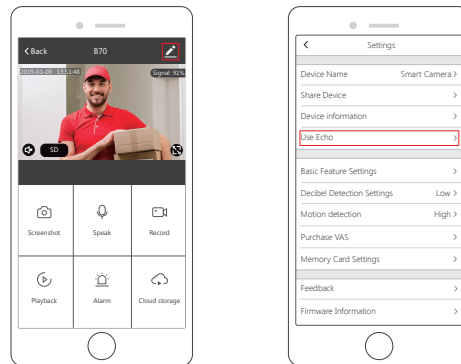 Back B70
2019-01-09 13:51:48 Signal: 91%
SD
Screenshot Speak Record
Playback Alarm Cloud storage
Settings
Device Name Smart Camera
Share Device
Device information
Use Echo
Basic Feature Settings
Decibel Detection Settings Low
Motion detection High
Purchase VAS
Memory Card Settings
Feedback
Firmware Information